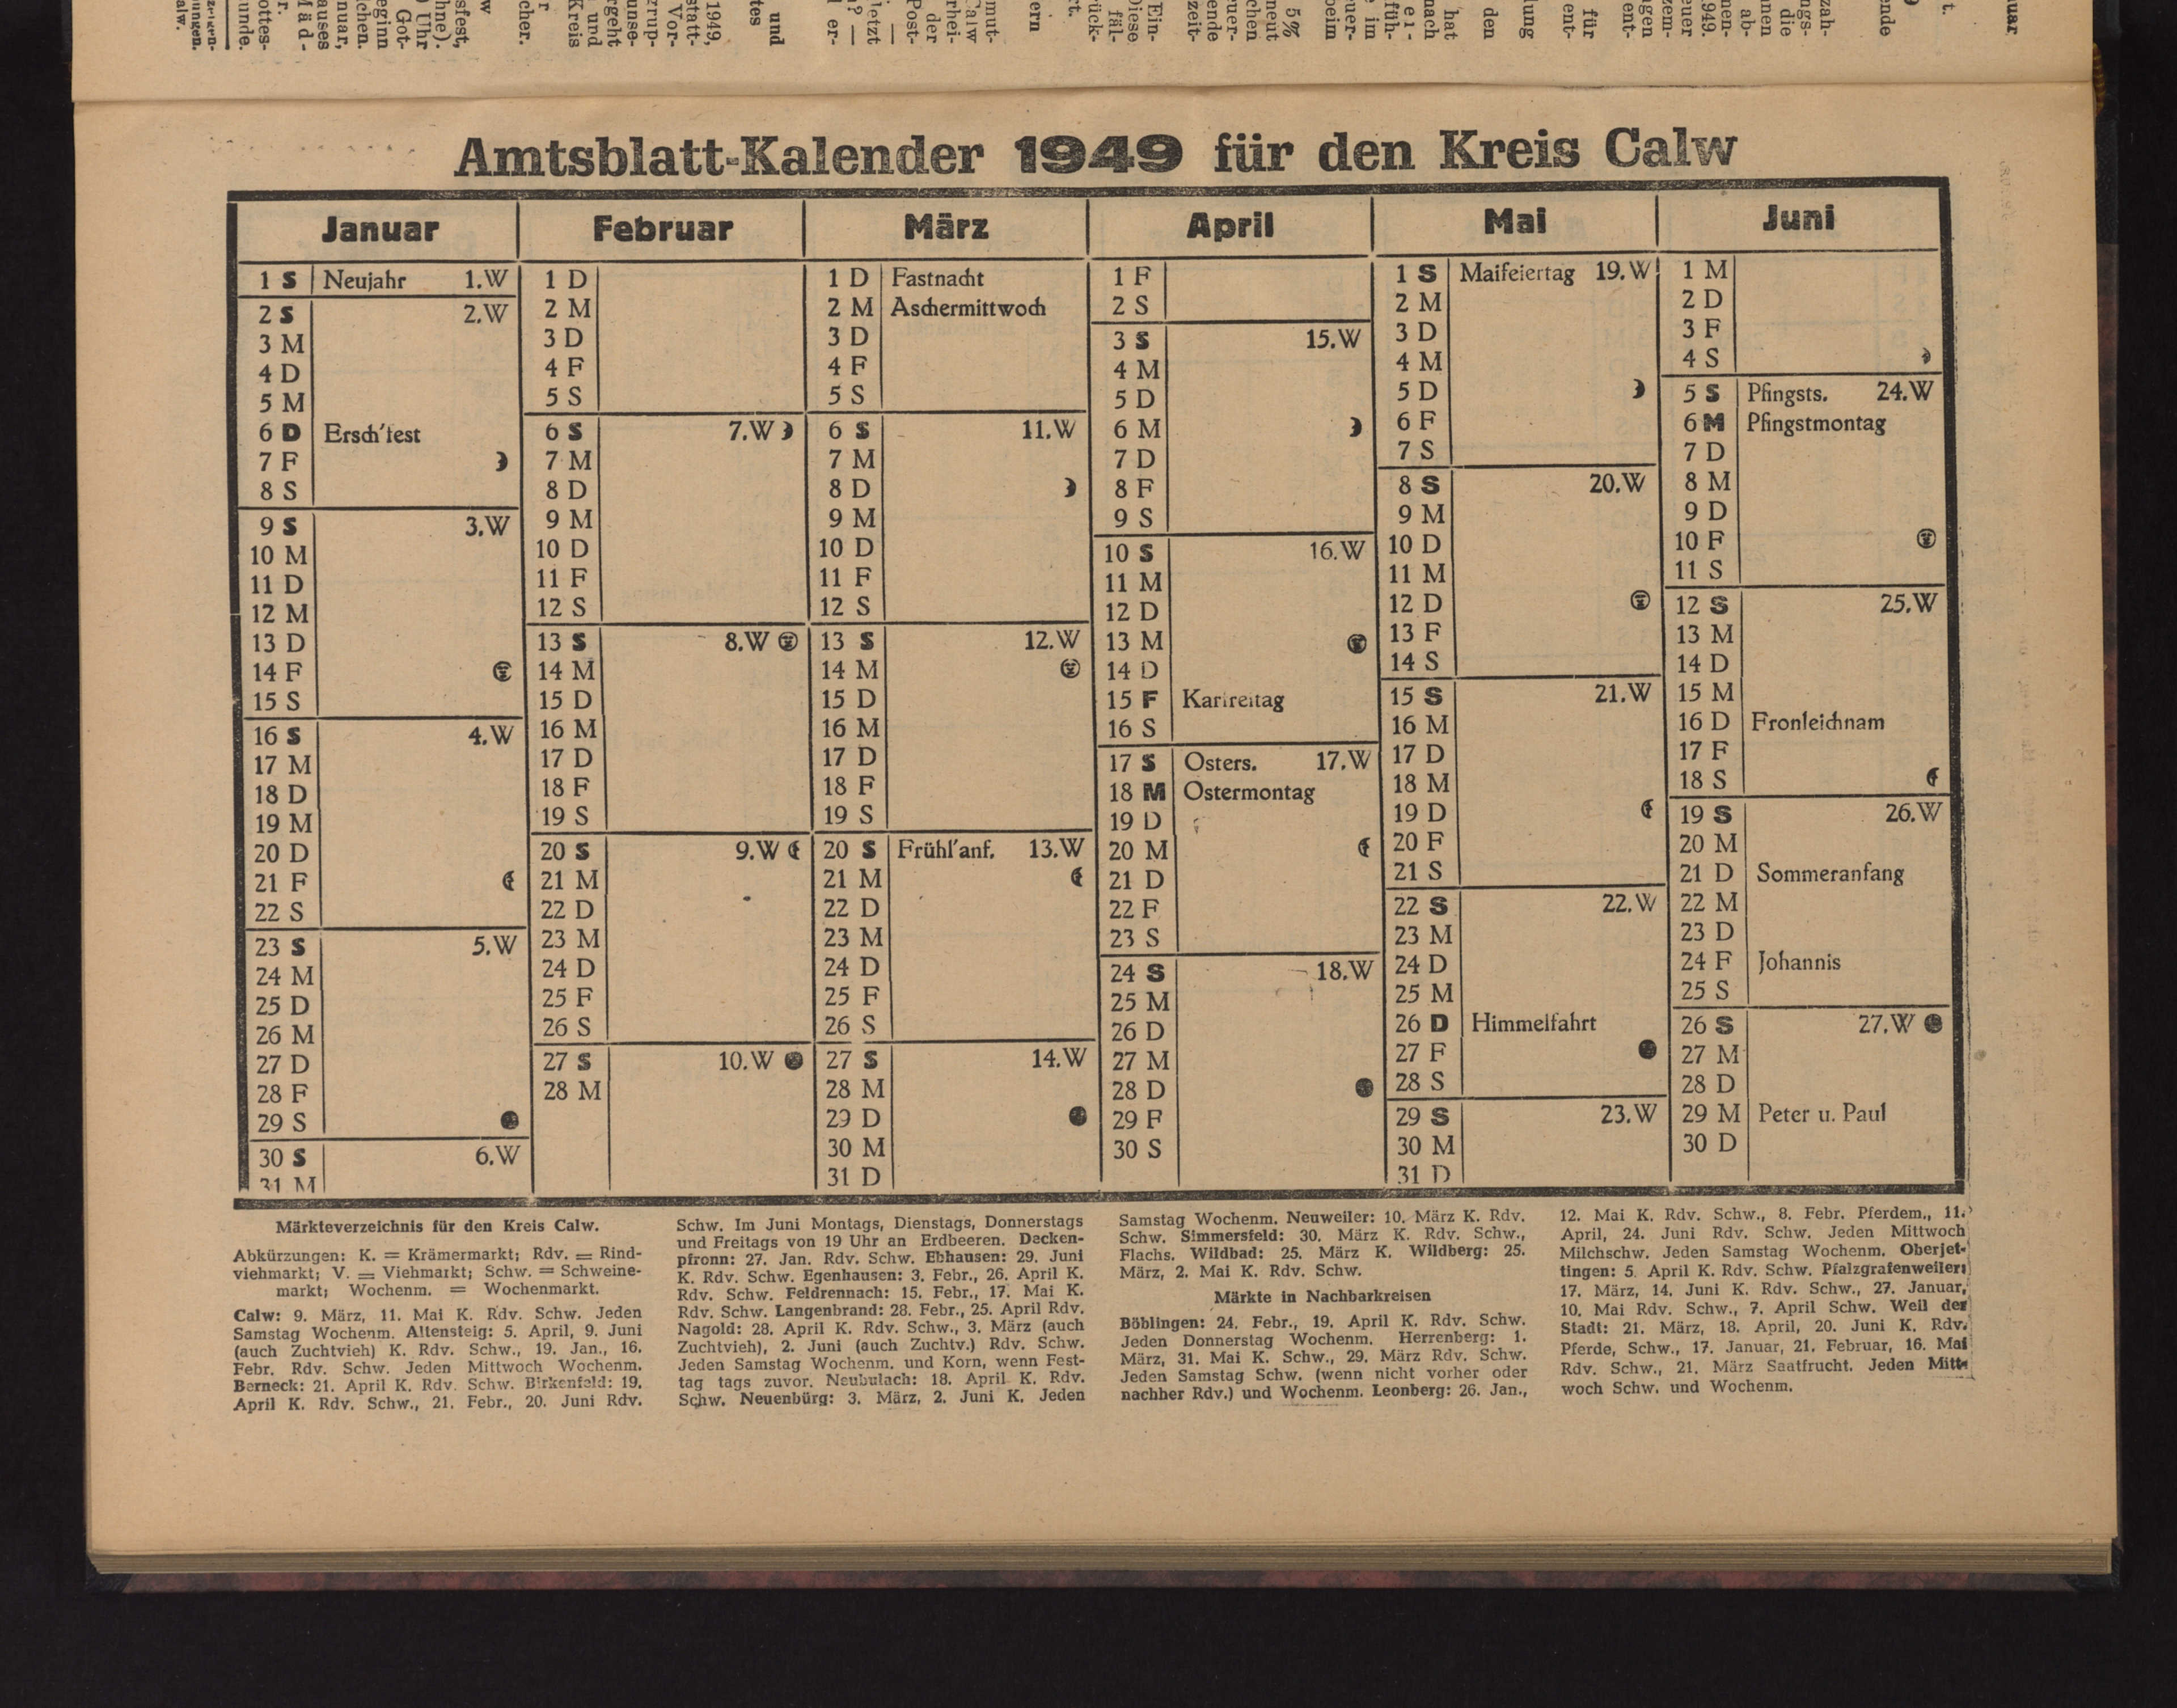 Amtsblatt-Kalender 1949 für den Kreis Calw
Januar
1 S Neujahr 1.W
2 S 2.W
3 M
4 D
5 M
6 D Ersch'fest
7 F
8 S
9 S 3.W
10 M
11 D
12 M
13 D
14 F
15 S
16 S 4.W
17 M
18 D
19 M
20 D
21 F
22 S
23 S 5.W
24 M
25 D
26 M
27 D
28 F
29 S
30 S 6.W
31 M
Februar
1 D
2 M
3 D
4 F
5 S
6 S 7.W
7 M
8 D
9 M
10 D
11 F
12 S
13 S 8.W
14 M
15 D
16 M
17 D
18 F
19 S
20 S 9.W
21 M
22 D
23 M
24 D
25 F
26 S
27 S 10.W
28 M
März
1 D Fastnacht
2 M Aschermittwoch
3 D
4 F
5 S
6 S 11.W
7 M
8 D
9 M
10 D
11 F
12 S
13 S 12.W
14 M
15 D
16 M
17 D
18 F
19 S
20 S Frühl'anf. 13.W
21 M
22 D
23 M
24 D
25 F
26 S
27 S 14.W
28 M
29 D
30 M
31 D
April
1 F
2 S
3 S 15.W
4 M
5 D
6 M
7 D
8 F
9 S
10 S 16.W
11 M
12 D
13 M
14 D
15 F Karfreitag
16 S
17 S Osters. 17.W
18 M Ostermontag
19 D
20 M
21 D
22 F
23 S
24 S 18.W
25 M
26 D
27 M
28 D
29 F
30 S
Mai
1 S Maifeiertag 19.W
2 M
3 D
4 M
5 D
6 F
7 S
8 S 20.W
9 M
10 D
11 M
12 D
13 F
14 S
15 S 21.W
16 M
17 D
18 M
19 D
20 F
21 S
22 S 22.W
23 M
24 D
25 M
26 D Himmelfahrt
27 F
28 S
29 S 23.W
30 M
31 D
Juni
1 M
2 D
3 F
4 S
5 S Pfingsts. 24.W
6 M Pfingstmontag
7 D
8 M
9 D
10 F
11 S
12 S 25.W
13 M
14 D
15 M
16 D Fronleichnam
17 F
18 S
19 S 26.W
20 M
21 D Sommeranfang
22 M
23 D
24 F Johannis
25 S
26 S 27.W
27 M
28 D
29 M Peter u. Paul
30 D
Märkteverzeichnis für den Kreis Calw.
Abkürzungen: K. = Krämermarkt; Rdv. = Rind-
viehmarkt; V. = Viehmarkt; Schw. = Schweine-
markt; Wochenm. = Wochenmarkt.
Calw: 9. März, 11. Mai K. Rdv. Schw. Jeden
Samstag Wochenm. Altensteig: 5. April, 9. Juni
(auch Zuchtvieh) K. Rdv. Schw., 19. Jan., 16.
Febr. Rdv. Schw. Jeden Mittwoch Wochenm.
Berneck: 21. April K. Rdv. Schw. Birkenfeld: 19.
April K. Rdv. Schw., 21. Febr., 20. Juni Rdv.
Schw. Im Juni Montags, Dienstags, Donnerstags
und Freitags von 19 Uhr an Erdbeeren. Decken-
pfronn: 27. Jan. Rdv. Schw. Ebhausen: 29. Juni
K. Rdv. Schw. Egenhausen: 3. Febr., 26. April K.
Rdv. Schw. Feldrennach: 15. Febr., 17. Mai K.
Rdv. Schw. Langenbrand: 28. Febr., 25. April Rdv.
Nagold: 28. April K. Rdv. Schw., 3. März (auch
Zuchtvieh), 2. Juni (auch Zuchtv.) Rdv. Schw.
Jeden Samstag Wochenm. und Korn, wenn Fest-
tag tags zuvor. Neubulach: 18. April K. Rdv.
Schw. Neuenbürg: 3. März, 2. Juni K. Jeden
Samstag Wochenm. Neuweiler: 10. März K. Rdv.
Schw. Simmersfeld: 30. März K. Rdv. Schw.,
Flachs. Wildbad: 25. März K. Wildberg: 25.
März, 2. Mai K. Rdv. Schw.
Märkte in Nachbarkreisen
Böblingen: 24. Febr., 19. April K. Rdv. Schw.
Jeden Donnerstag Wochenm. Herrenberg: 1.
März, 31. Mai K. Schw., 29. März Rdv. Schw.
Jeden Samstag Schw. (wenn nicht vorher oder
nachher Rdv.) und Wochenm. Leonberg: 26. Jan.,
12. Mai K. Rdv. Schw., 8. Febr. Pferdem., 11.
April, 24. Juni Rdv. Schw. Jeden Mittwoch
Milchschw. Jeden Samstag Wochenm. Oberjet-
tingen: 5. April K. Rdv. Schw. Pfalzgrafenweiler:
17. März, 14. Juni K. Rdv. Schw., 27. Januar,
10. Mai Rdv. Schw., 7. April Schw. Weil der
Stadt: 21. März, 18. April, 20. Juni K. Rdv.
Pferde, Schw., 17. Januar, 21. Februar, 16. Mai
Rdv. Schw., 21. März Saatfrucht. Jeden Mitt-
woch Schw. und Wochenm.